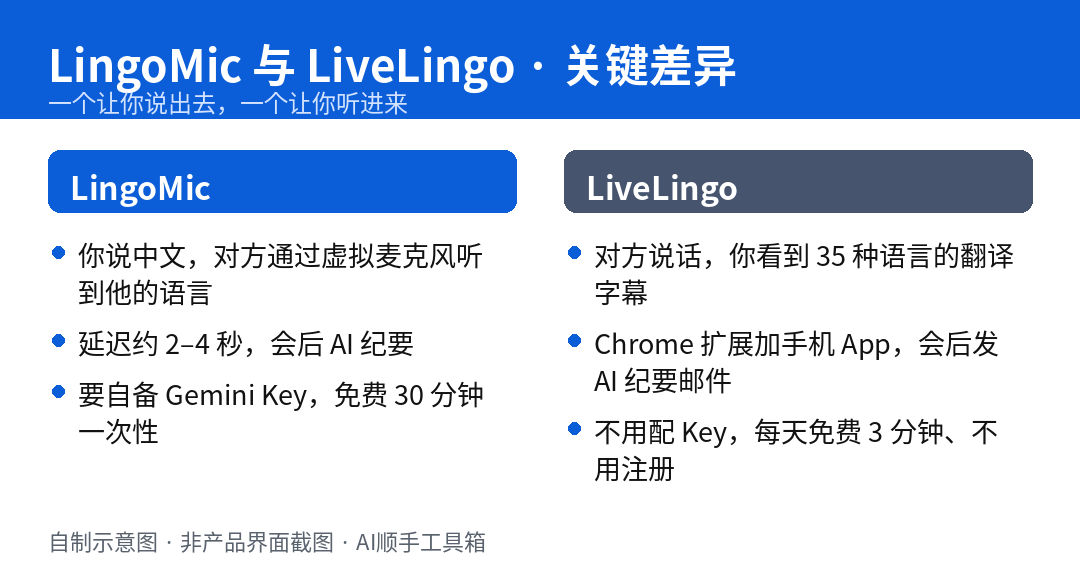 LingoMic 与 LiveLingo · 关键差异
一个让你说出去，一个让你听进来
LingoMic
你说中文，对方通过虚拟麦克风听
到他的语言
延迟约 2–4 秒，会后 AI 纪要
要自备 Gemini Key，免费 30 分钟
一次性
LiveLingo
对方说话，你看到 35 种语言的翻译
字幕
Chrome 扩展加手机 App，会后发
AI 纪要邮件
不用配 Key，每天免费 3 分钟、不
用注册
自制示意图 · 非产品界面截图 · AI顺手工具箱